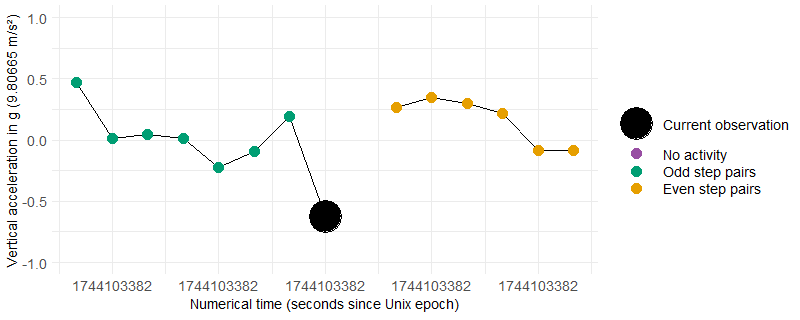 Vertical acceleration in g (9.80665 m/s²)
1.0
0.5
0.0
-0.5
-1.0
1744103382 1744103382 1744103382 1744103382 1744103382
Numerical time (seconds since Unix epoch)
Current observation
No activity
Odd step pairs
Even step pairs